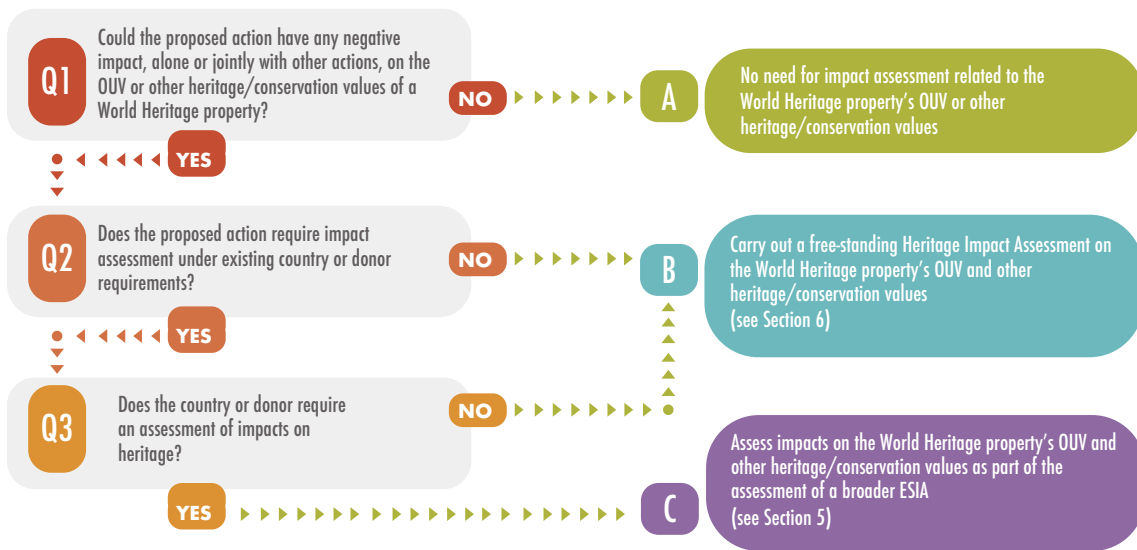 Q1
Could the proposed action have any negative
impact, alone or jointly with other actions, on the
OUV or other heritage/conservation values of a
World Heritage property?
NO
A
No need for impact assessment related to the
World Heritage property's OUV or other
heritage/conservation values
YES
Q2
Does the proposed action require impact
assessment under existing country or donor
requirements?
NO
B
Carry out a free-standing Heritage Impact Assessment on
the World Heritage property's OUV and other
heritage/conservation values
(see Section 6)
YES
Q3
Does the country or donor require
an assessment of impacts on
heritage?
NO
YES
C
Assess impacts on the World Heritage property's OUV and
other heritage/conservation values as part of the
assessment of a broader ESIA
(see Section 5)